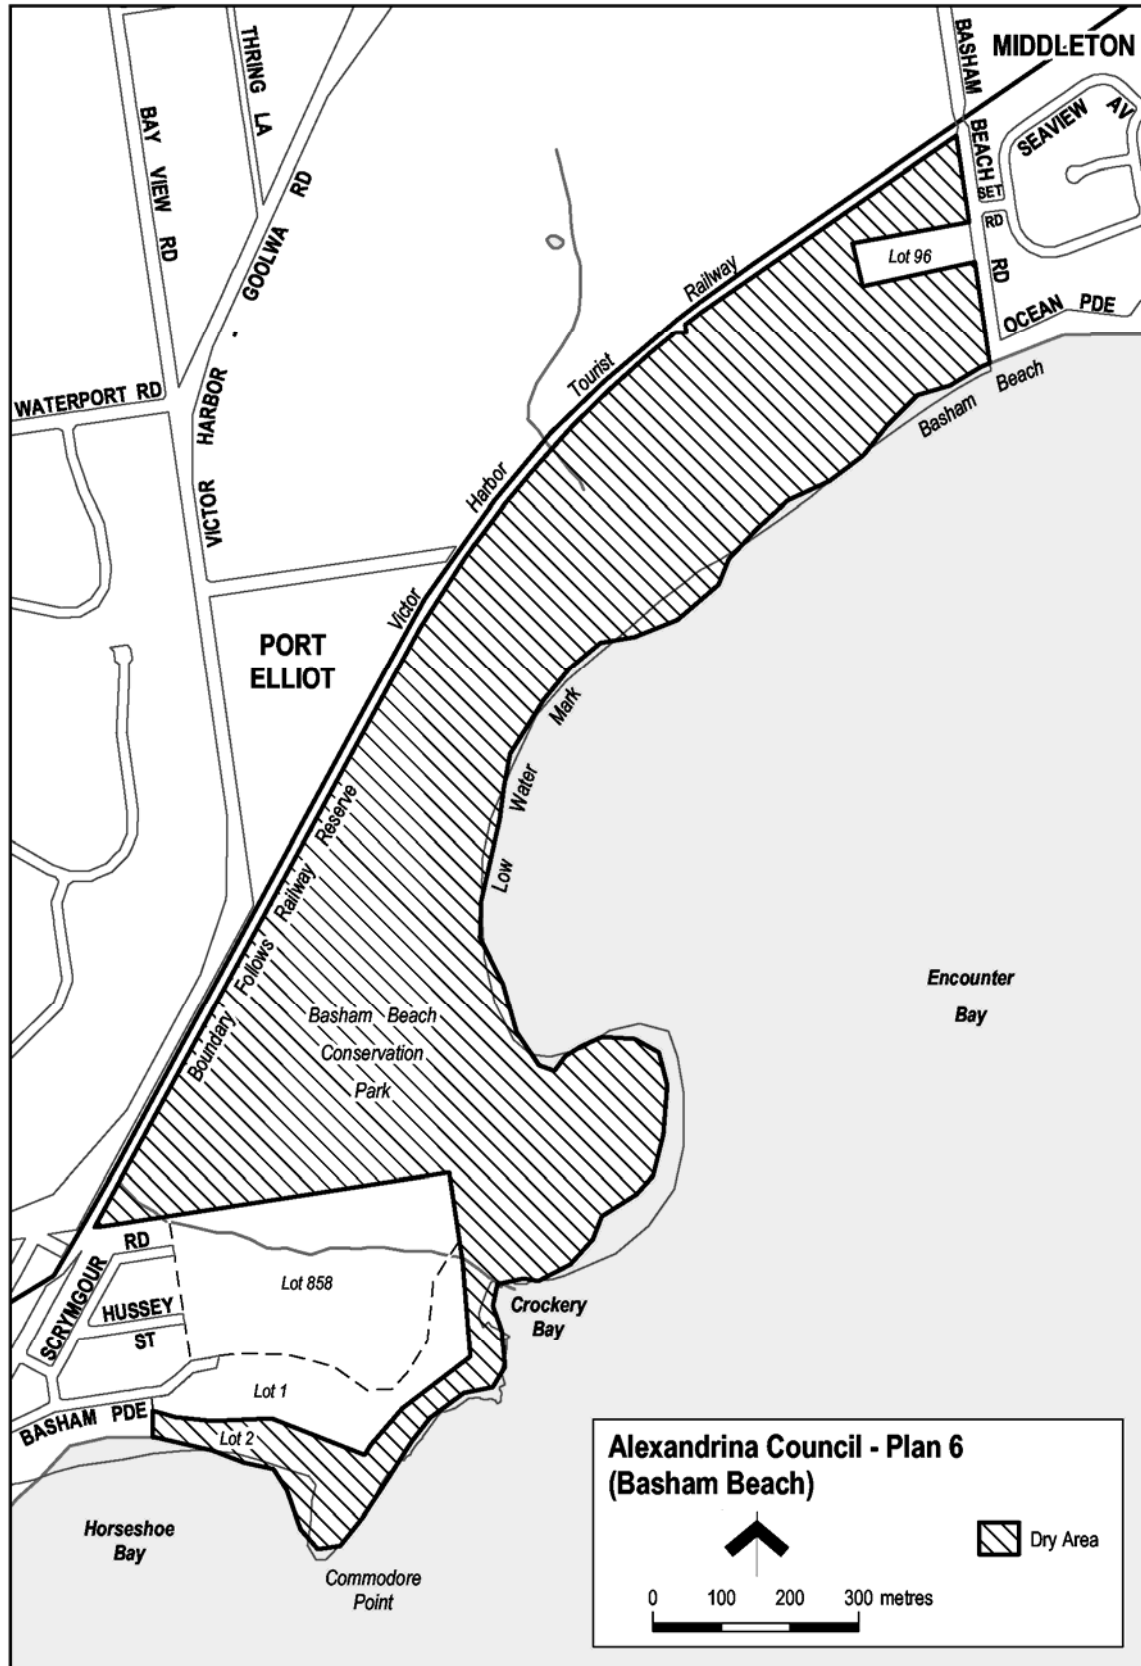 MIDDLETON
BASHAM
BEACH
RD
SEAVIEW
AV
SET
RD
OCEAN PDE
THRING LA
BAY VIEW RD
GOOLWA RD
VICTOR HARBOR
WATERPORT RD
Lot 96
Railway
Tourist
Harbor
Victor
Basham Beach
PORT
ELLIOT
Mark
Water
Low
Reserve
Railway
Follows
Boundary
Encounter
Bay
Basham Beach
Conservation
Park
SCRYMGOUR
RD
HUSSEY
ST
Lot 858
Crockery
Bay
Lot 1
BASHAM PDE
Lot 2
Horseshoe
Bay
Commodore
Point
Alexandrina Council - Plan 6
(Basham Beach)
Dry Area
0 100 200 300 metres